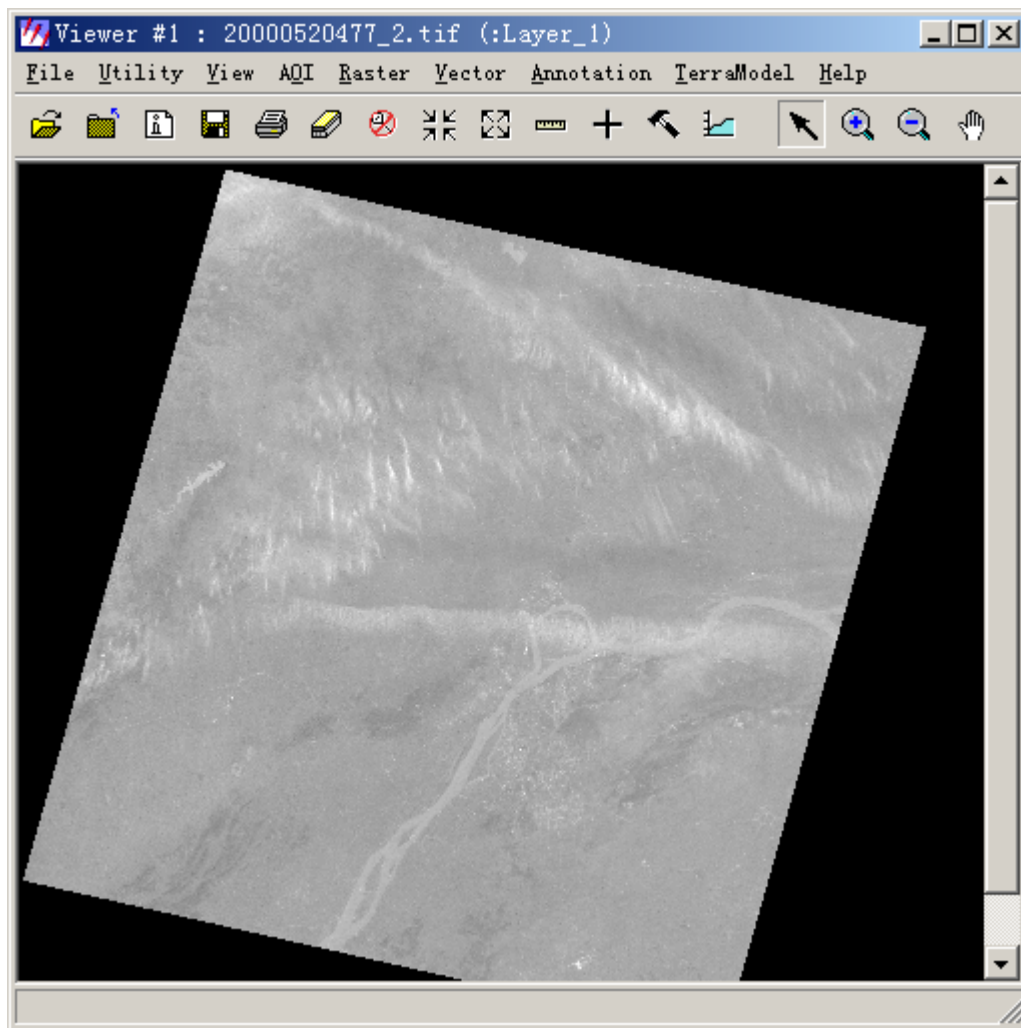 Viewer #1 : 20000520477_2.tif (:Layer_1)
File Utility View AOI Raster Vector Annotation TerraModel Help